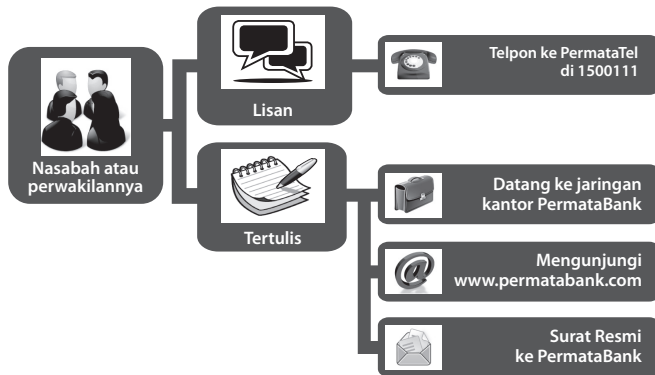 Nasabah atau
perwakilannya
Lisan
Telpon ke PermataTel
di 1500111
Tertulis
Datang ke jaringan
kantor PermataBank
@
Mengunjungi
www.permatabank.com
Surat Resmi
ke PermataBank